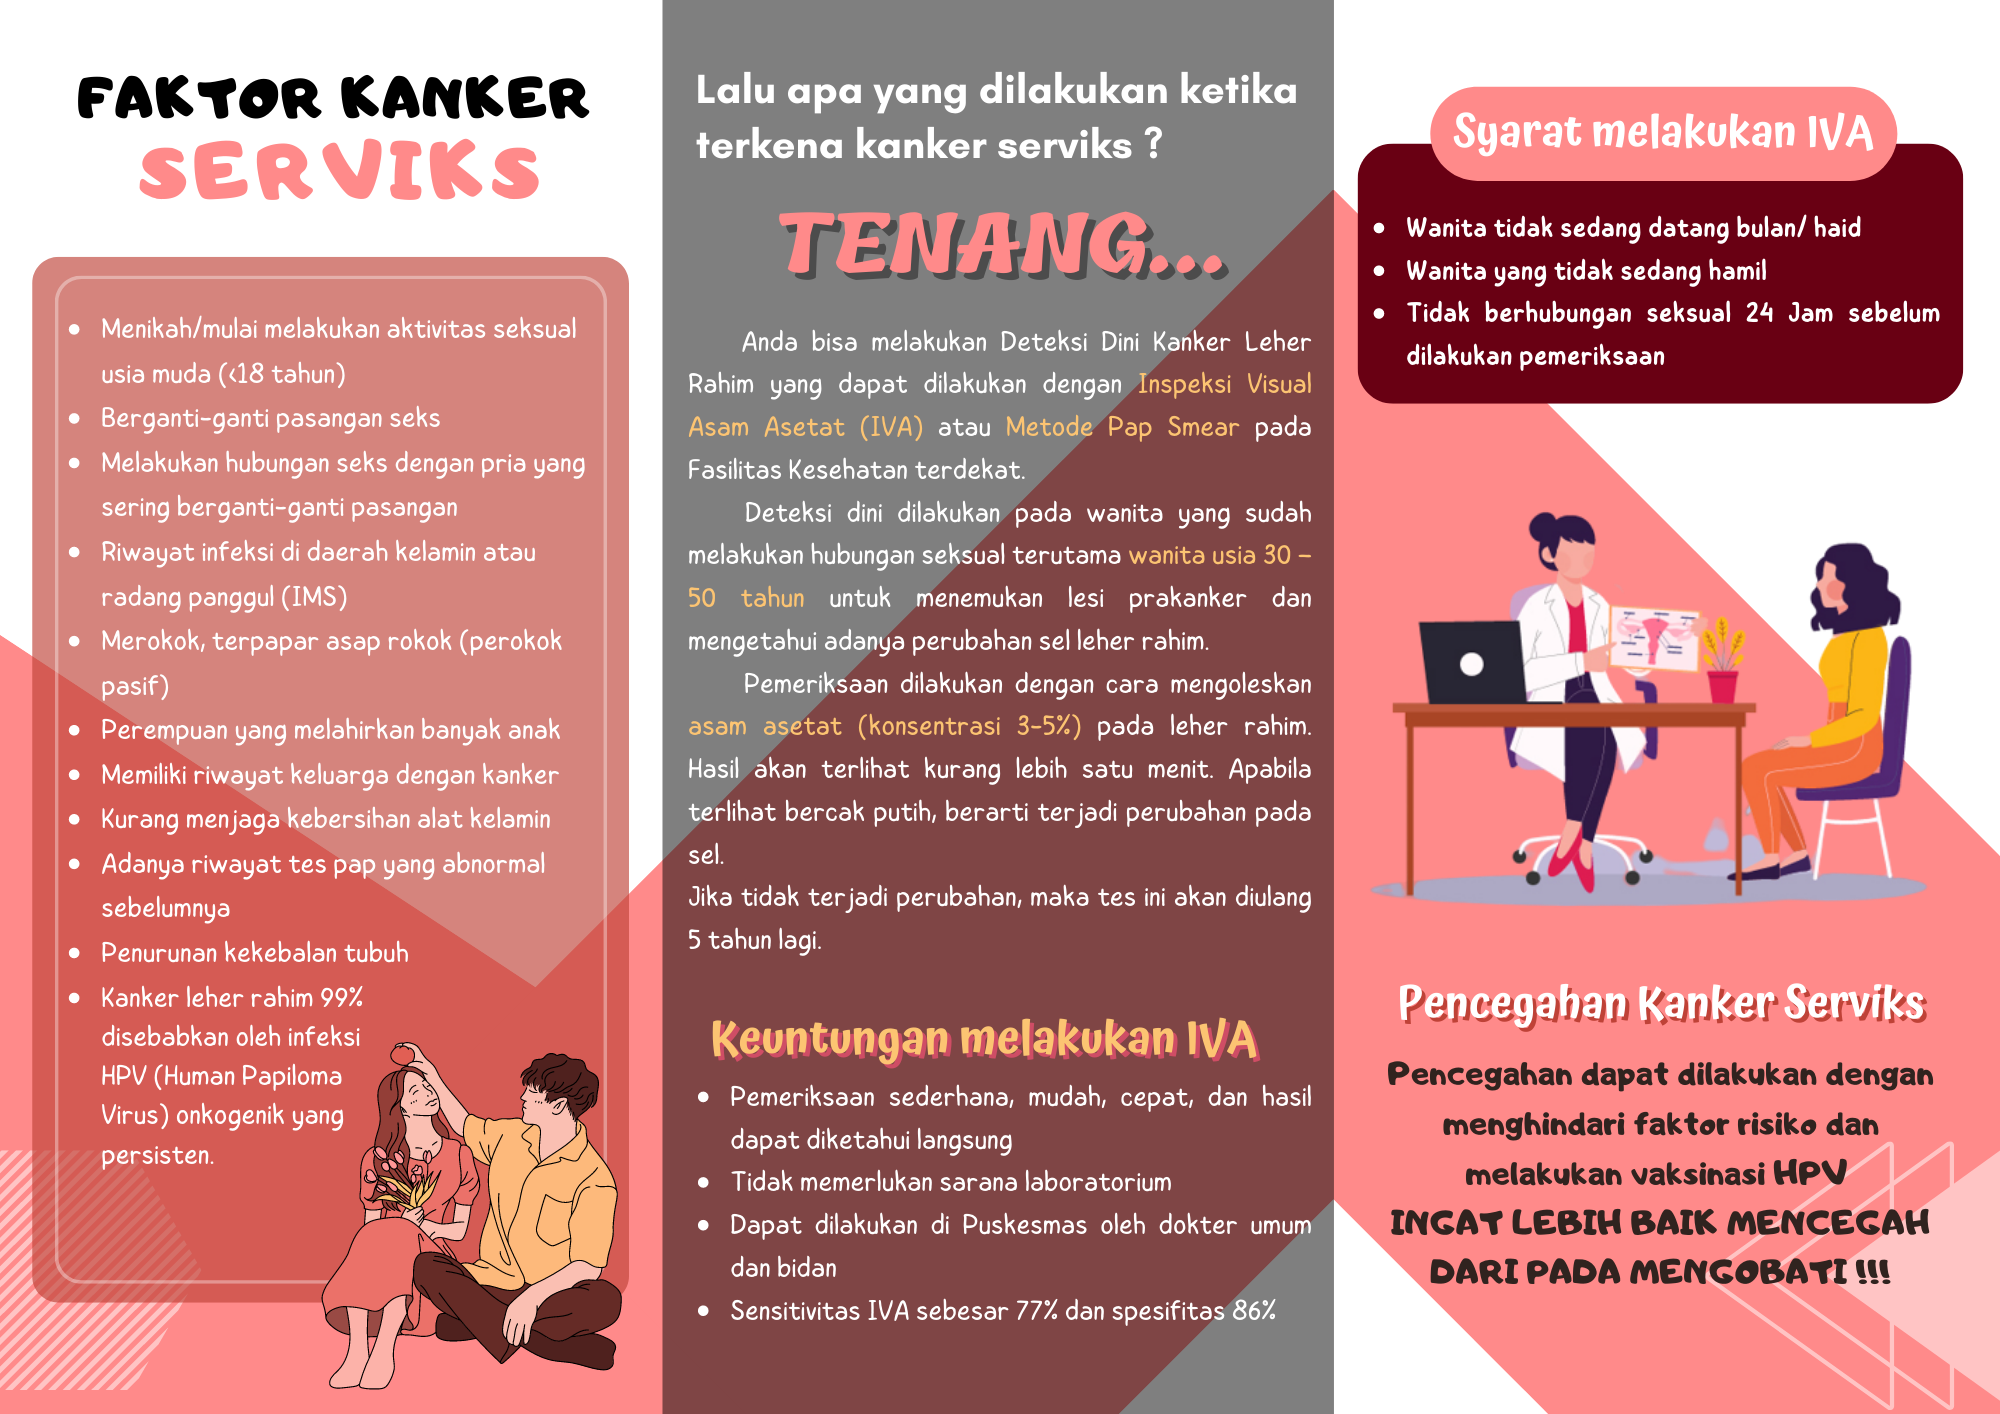 FAKTOR KANKER
SERVIKS
• Menikah/mulai melakukan aktivitas seksual
usia muda (<18 tahun)
• Berganti-ganti pasangan seks
• Melakukan hubungan seks dengan pria yang
sering berganti-ganti pasangan
• Riwayat infeksi di daerah kelamin atau
radang panggul (IMS)
• Merokok, terpapar asap rokok (perokok
pasif)
• Perempuan yang melahirkan banyak anak
• Memiliki riwayat keluarga dengan kanker
• Kurang menjaga kebersihan alat kelamin
• Adanya riwayat tes pap yang abnormal
sebelumnya
• Penurunan kekebalan tubuh
• Kanker leher rahim 99%
disebabkan oleh infeksi
HPV (Human Papiloma
Virus) onkogenik yang
persisten.
Lalu apa yang dilakukan ketika
terkena kanker serviks ?
TENANG...
Anda bisa melakukan Deteksi Dini Kanker Leher
Rahim yang dapat dilakukan dengan Inspeksi Visual
Asam Asetat (IVA) atau Metode Pap Smear pada
Fasilitas Kesehatan terdekat.
Deteksi dini dilakukan pada wanita yang sudah
melakukan hubungan seksual terutama wanita usia 30 –
50 tahun untuk menemukan lesi prakanker dan
mengetahui adanya perubahan sel leher rahim.
Pemeriksaan dilakukan dengan cara mengoleskan
asam asetat (konsentrasi 3-5%) pada leher rahim.
Hasil akan terlihat kurang lebih satu menit. Apabila
terlihat bercak putih, berarti terjadi perubahan pada
sel.
Jika tidak terjadi perubahan, maka tes ini akan diulang
5 tahun lagi.
Keuntungan melakukan IVA
• Pemeriksaan sederhana, mudah, cepat, dan hasil
dapat diketahui langsung
• Tidak memerlukan sarana laboratorium
• Dapat dilakukan di Puskesmas oleh dokter umum
dan bidan
• Sensitivitas IVA sebesar 77% dan spesifitas 86%
Syarat melakukan IVA
• Wanita tidak sedang datang bulan/ haid
• Wanita yang tidak sedang hamil
• Tidak berhubungan seksual 24 Jam sebelum
dilakukan pemeriksaan
Pencegahan Kanker Serviks
Pencegahan dapat dilakukan dengan
menghindari faktor risiko dan
melakukan vaksinasi HPV
INGAT LEBIH BAIK MENCEGAH
DARI PADA MENGOBATI !!!